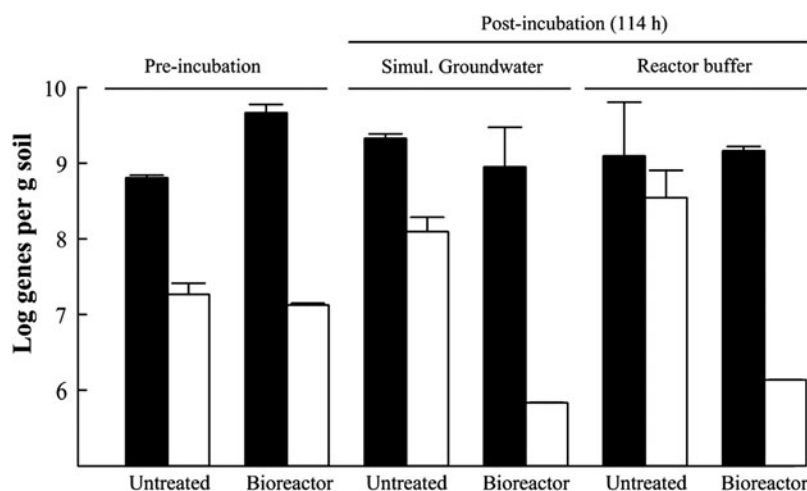 Post-incubation (114 h)
Pre-incubation Simul. Groundwater Reactor buffer
10
9
8
7
6
Log genes per g soil
Untreated Bioreactor Untreated Bioreactor Untreated Bioreactor